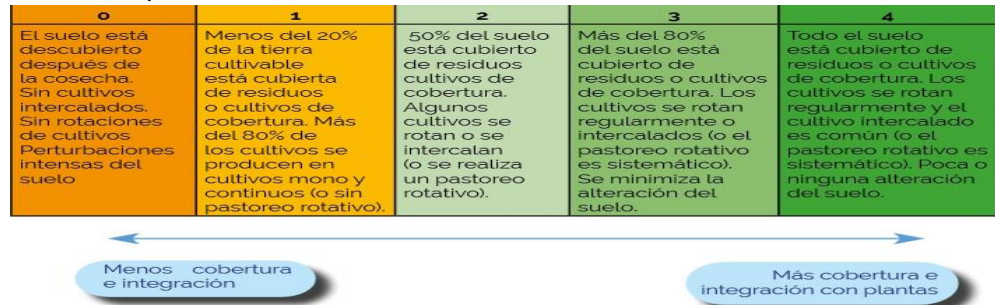 0
El suelo está
descubierto
después de
la cosecha.
Sin cultivos
intercalados.
Sin rotaciones
de cultivos
Perturbaciones
intensas del
suelo
1
Menos del 20%
de la tierra
cultivable
está cubierta
de residuos
o cultivos de
cobertura. Más
del 80% de
los cultivos se
producen en
cultivos mono y
continuos (o sin
pastoreo rotativo).
2
50% del suelo
está cubierto
de residuos
cultivos de
cobertura.
Algunos
cultivos se
rotan o se
intercalan
(o se realiza
un pastoreo
rotativo).
3
Más del 80%
del suelo está
cubierto de
residuos o cultivos
de cobertura. Los
cultivos se rotan
regularmente o
intercalados (o el
pastoreo rotativo
es sistemático).
Se minimiza la
alteración del
suelo.
4
Todo el suelo
está cubierto de
residuos o cultivos
de cobertura. Los
cultivos se rotan
regularmente y el
cultivo intercalado
es común (o el
pastoreo rotativo es
sistemático). Poca o
ninguna alteración
del suelo.
Menos cobertura
e integración
Más cobertura e
integración con plantas